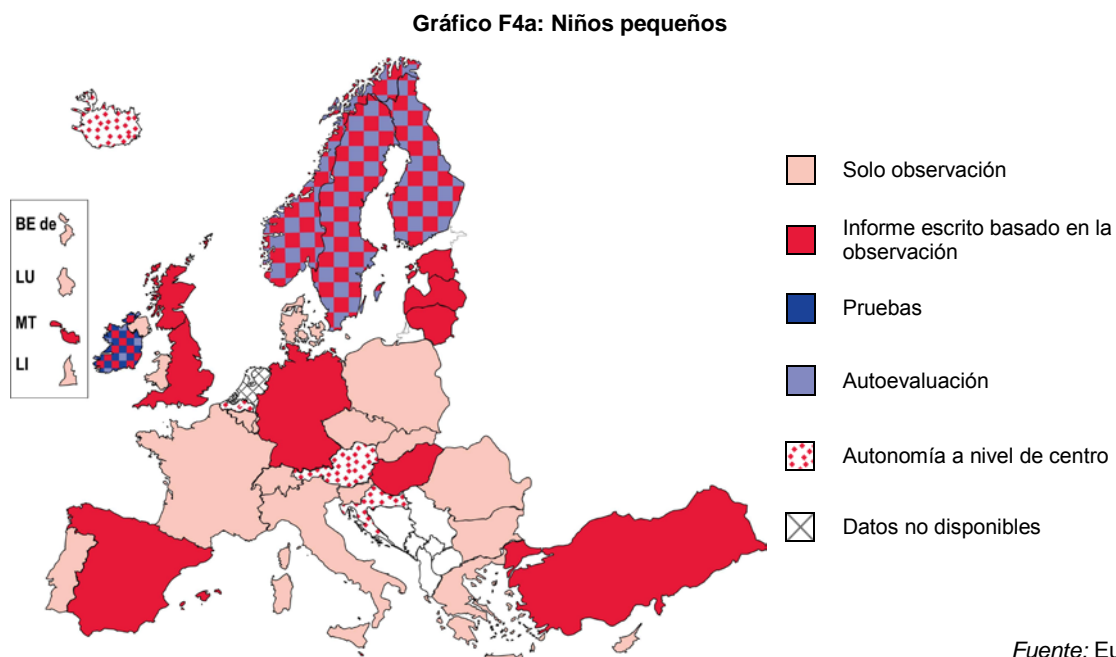 Gráfico F4a: Niños pequeños
BE de
LU
MT
LI
Solo observación
Informe escrito basado en la
observación
Pruebas
Autoevaluación
Autonomía a nivel de centro
Datos no disponibles
Fuente: Eu